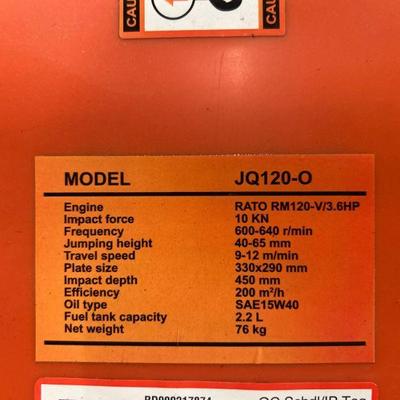 CAU
CAU
MODEL JQ120-O
Engine RATO RM120-V/3.6HP
Impact force 10 KN
Frequency 600-640 r/min
Jumping height 40-65 mm
Travel speed 9-12 m/min
Plate size 330x290 mm
Impact depth 450 mm
Efficiency 200 m²/h
Oil type SAE15W40
Fuel tank capacity 2.2 L
Net weight 76 kg